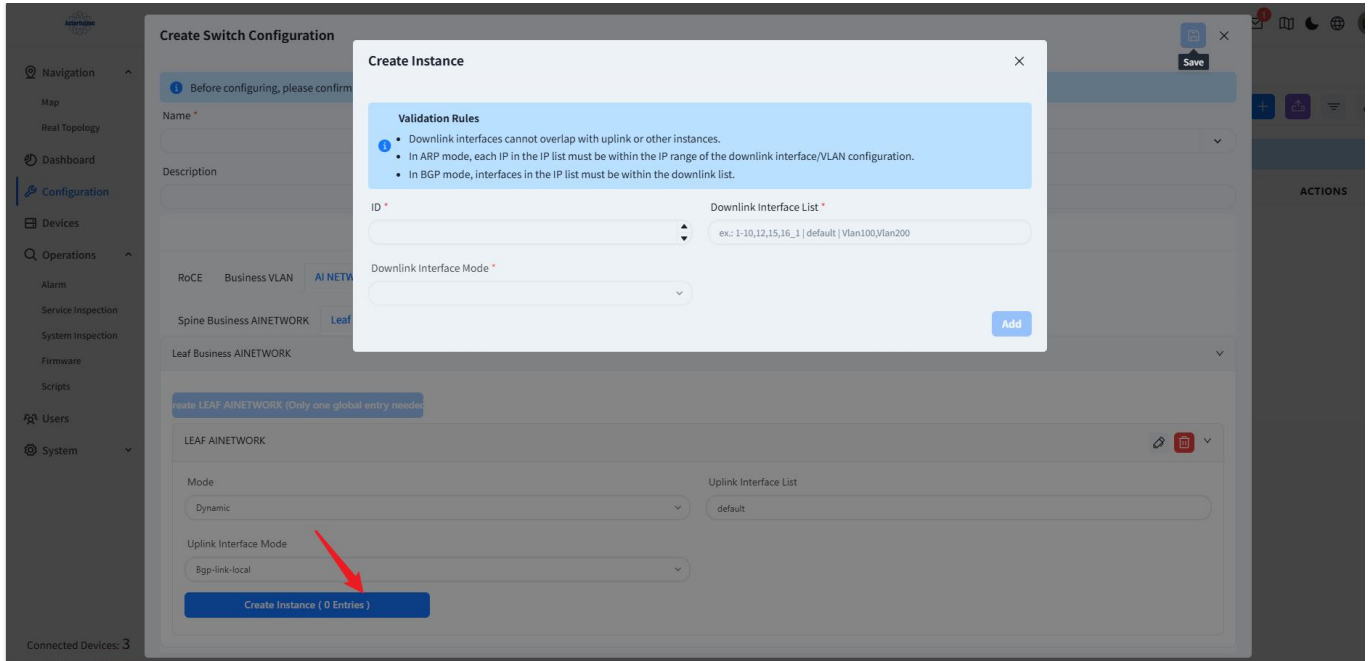 Create Switch Configuration
Save
Create Instance
Navigation
Map
Real Topology
Dashboard
Configuration
Devices
Operations
Alarm
Service Inspection
System Inspection
Firmware
Scripts
Users
System
Connected Devices: 3
Before configuring, please confirm
Name *
Description
ACTIONS
Validation Rules
• Downlink interfaces cannot overlap with uplink or other instances.
• In ARP mode, each IP in the IP list must be within the IP range of the downlink interface/VLAN configuration.
• In BGP mode, interfaces in the IP list must be within the downlink list.
ID *
Downlink Interface List *
ex.: 1-10,12,15,16_1 | default | Vlan100,Vlan200
Downlink Interface Mode *
Add
RoCE
Business VLAN
AI NETW
Spine Business AINETWORK
Leaf
Leaf Business AINETWORK
reate LEAF AINETWORK (Only one global entry needed
LEAF AINETWORK
Mode
Dynamic
Uplink Interface List
default
Uplink Interface Mode
Bgp-link-local
Create Instance ( 0 Entries )
1